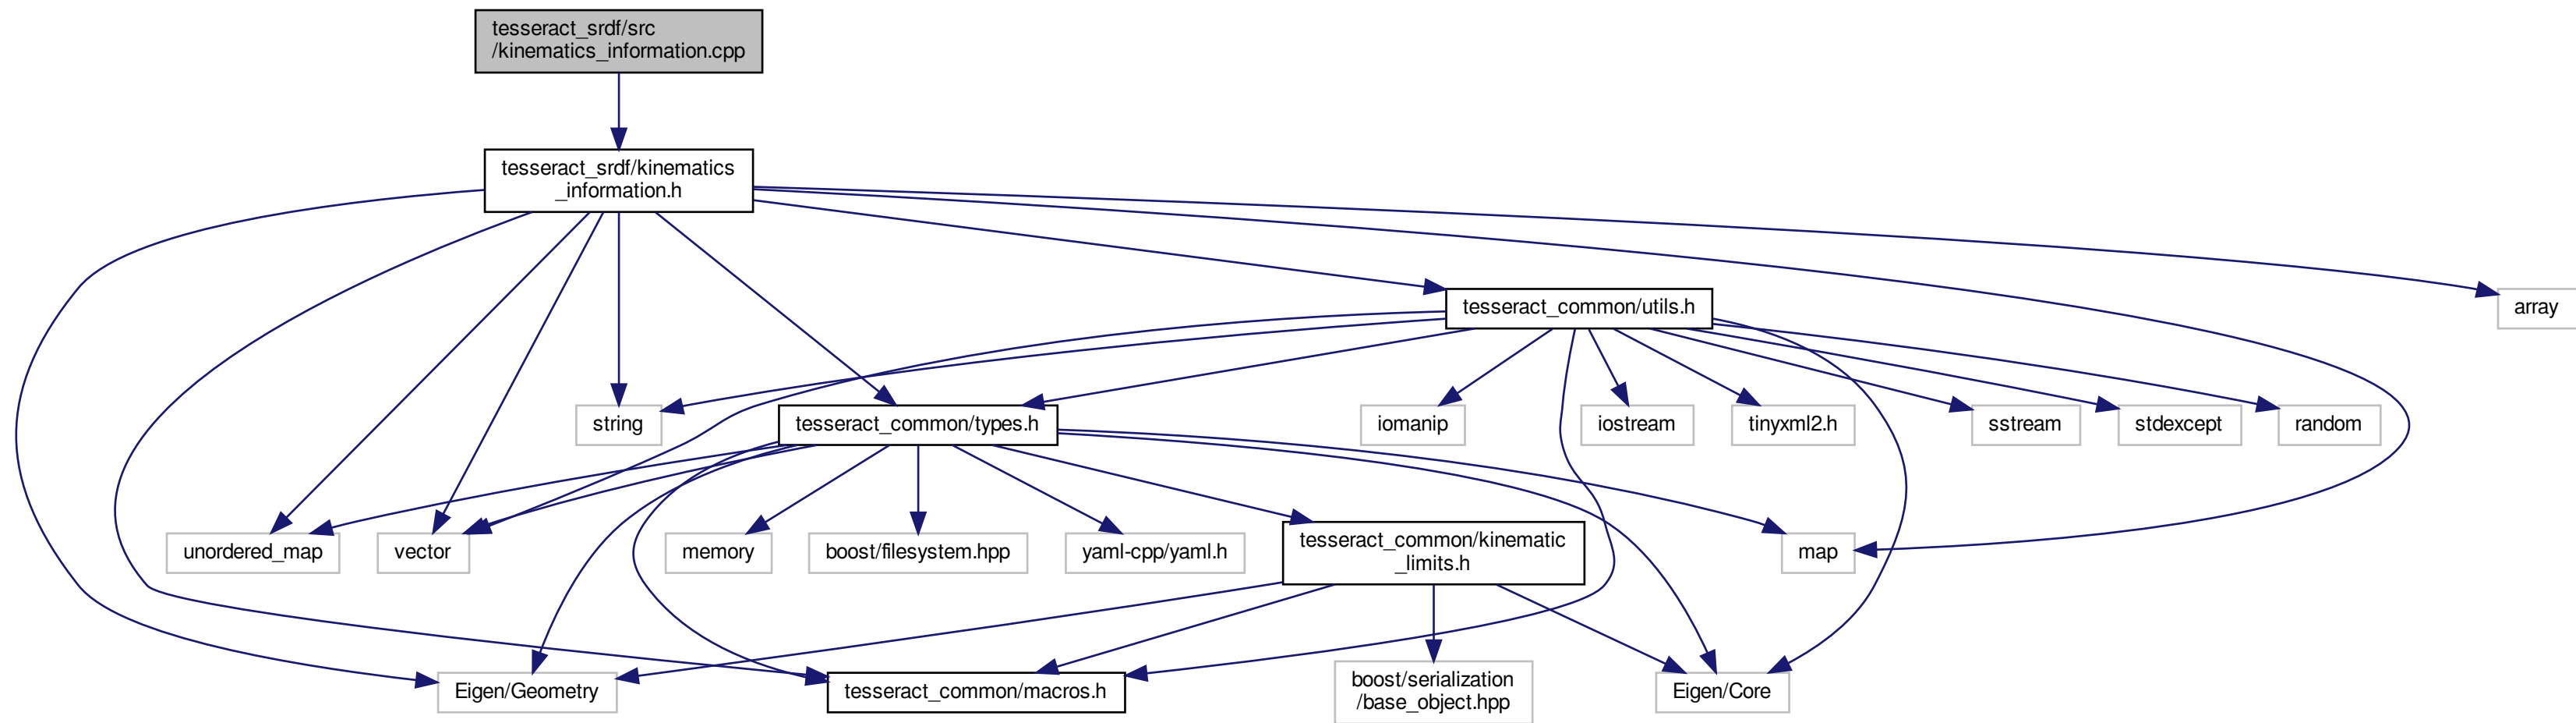 tesseract_srdf/src
/kinematics_information.cpp
tesseract_srdf/kinematics
_information.h
tesseract_common/utils.h
array
string
tesseract_common/types.h
iomanip
iostream
tinyxml2.h
sstream
stdexcept
random
unordered_map
vector
memory
boost/filesystem.hpp
yaml-cpp/yaml.h
tesseract_common/kinematic
_limits.h
map
Eigen/Geometry
tesseract_common/macros.h
boost/serialization
/base_object.hpp
Eigen/Core